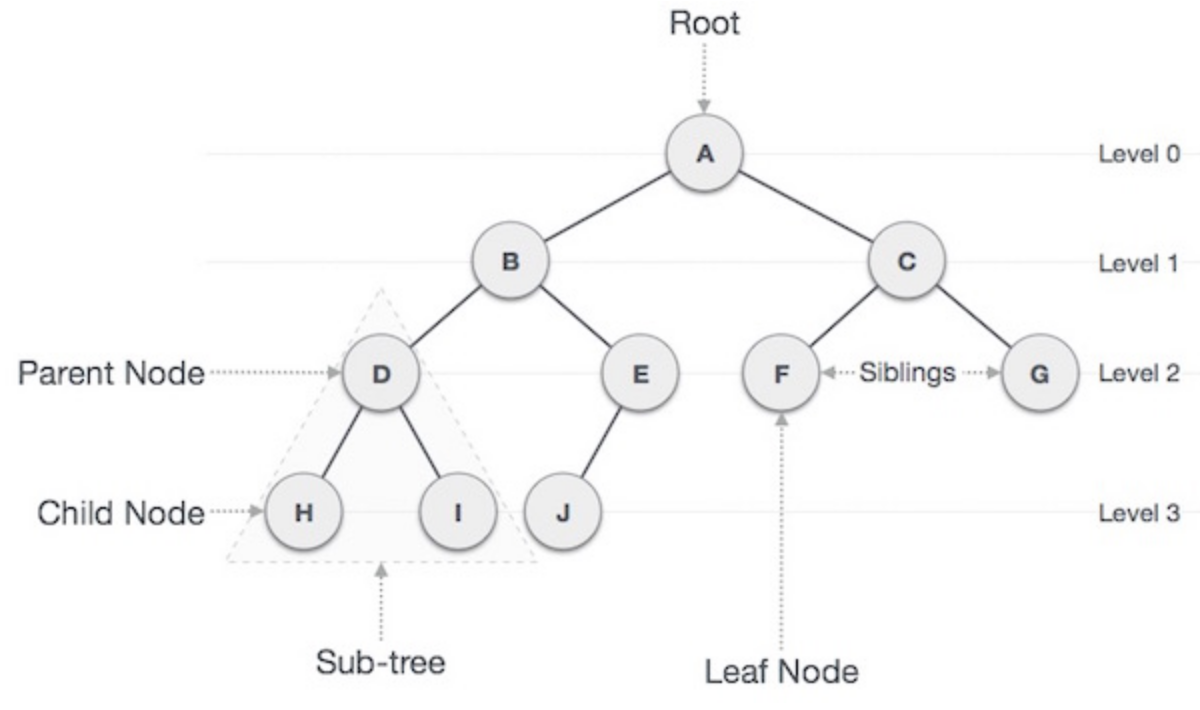 Root
A
Level 0
B
C
Level 1
Parent Node
D
E
F
Siblings
G
Level 2
Child Node
H
I
J
Level 3
Sub-tree
Leaf Node